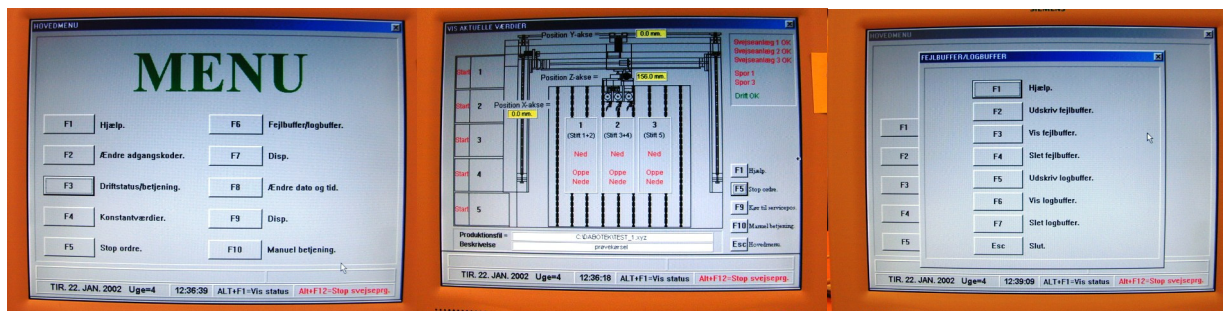 HOVEDMENU
MENU
F1 Hjælp.
F6 Fejlbuffer/logbuffer.
F2 Ændre adgangskoder.
F7 Disp.
F3 Driftstatus/betjening.
F8 Ændre dato og tid.
F4 Konstantværdier.
F9 Disp.
F5 Stop ordre.
F10 Manuel betjening.
TIR. 22. JAN. 2002 Uge=4 12:36:39 ALT+F1=Vis status Alt+F12=Stop svejseprg.
VIS AKTUELLE VÆRDIER
Position Y-akse = 0.0 mm.
Svejseanlæg 1 OK
Svejseanlæg 2 OK
Svejseanlæg 3 OK
Spor 1
Spor 3
Drift OK
Start 1
Position Z-akse = 156.0 mm.
Start 2
Position X-akse =
0.0 mm.
Start 3
Start 4
Start 5
1 2 3
(Stift 1+2) (Stift 3+4) (Stift 5)
Ned Ned Ned
Oppe Oppe Oppe
Nede Nede Nede
F1 Hjælp.
F5 Stop ordre.
F9 Kør til servicepos.
F10 Manuel betjening
Esc Hovedmenu.
Produktionsfil = C:\DABOTEK\TEST_1.xyz
Beskrivelse prøvekørsel
TIR. 22. JAN. 2002 Uge=4 12:36:18 ALT+F1=Vis status Alt+F12=Stop svejseprg.
SIEMENS
HOVEDMENU
FEJLBUFFER/LOGBUFFER
F1 Hjælp.
F2 Udskriv fejlbuffer.
F3 Vis fejlbuffer.
F4 Slet fejlbuffer.
F5 Udskriv logbuffer.
F6 Vis logbuffer.
F7 Slet logbuffer.
Esc Slut.
F1
F2
F3
F4
F5
TIR. 22. JAN. 2002 Uge=4 12:39:09 ALT+F1=Vis status Alt+F12=Stop svejseprg.